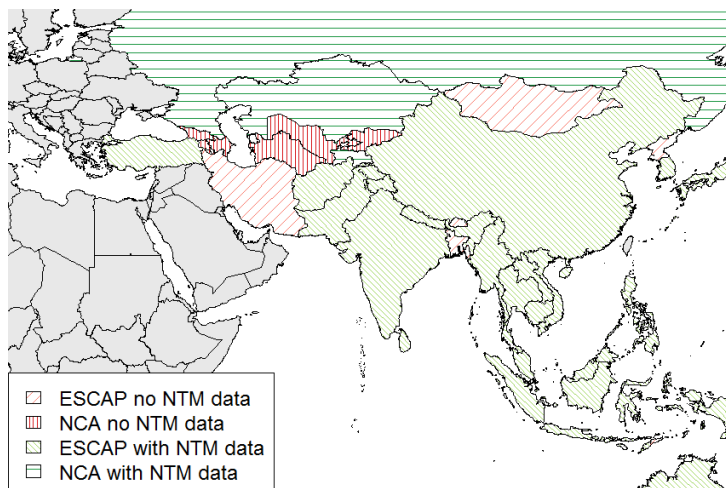 ESCAP no NTM data
NCA no NTM data
ESCAP with NTM data
NCA with NTM data